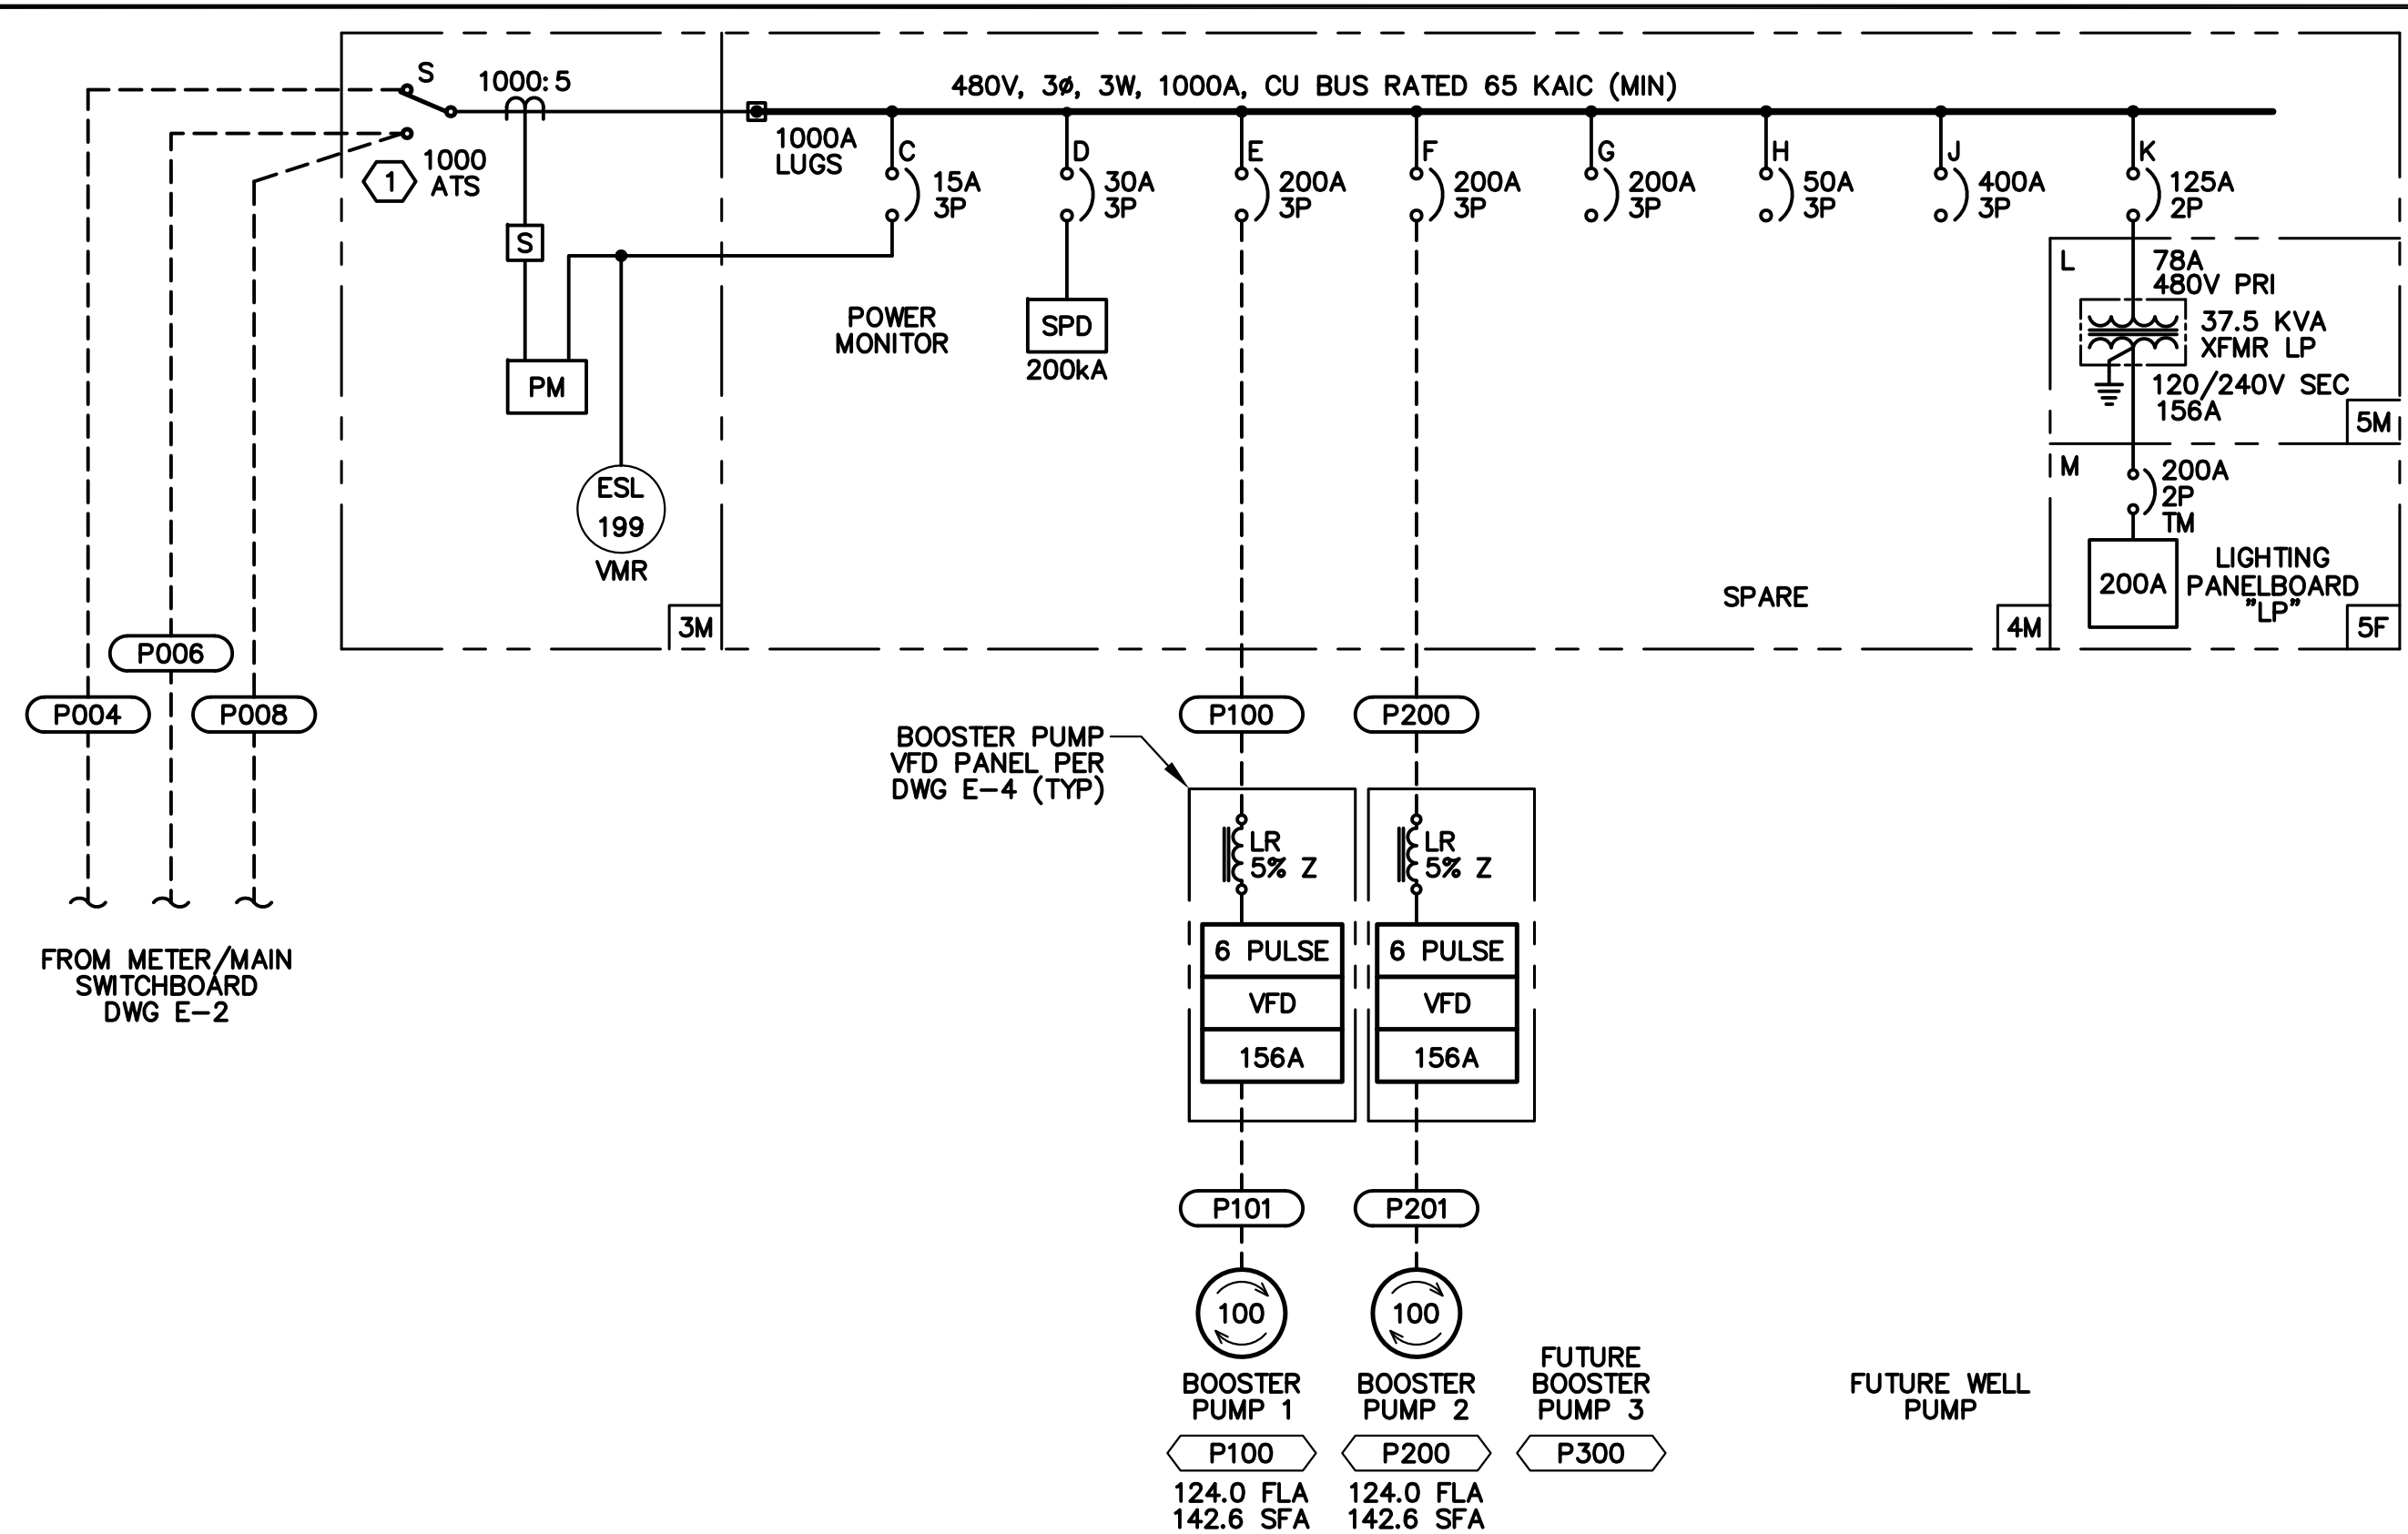 S
1000:5
480V, 3ø, 3W, 1000A, CU BUS RATED 65 KAIC (MIN)
1
1000
ATS
1000A
LUGS
C
15A
3P
D
30A
3P
E
200A
3P
F
200A
3P
G
200A
3P
H
50A
3P
J
400A
3P
K
125A
2P
S
PM
ESL
199
VMR
3M
POWER
MONITOR
SPD
200kA
SPARE
4M
L
78A
480V PRI
37.5 KVA
XFMR LP
120/240V SEC
156A
5M
M
200A
2P
TM
200A
LIGHTING
PANELBOARD
"LP"
5F
P004
P006
P008
FROM METER/MAIN
SWITCHBOARD
DWG E-2
P100
P200
BOOSTER PUMP
VFD PANEL PER
DWG E-4 (TYP)
LR
5% Z
6 PULSE
VFD
156A
LR
5% Z
6 PULSE
VFD
156A
P101
P201
100
100
BOOSTER
PUMP 1
P100
124.0 FLA
142.6 SFA
BOOSTER
PUMP 2
P200
124.0 FLA
142.6 SFA
FUTURE
BOOSTER
PUMP 3
P300
FUTURE WELL
PUMP